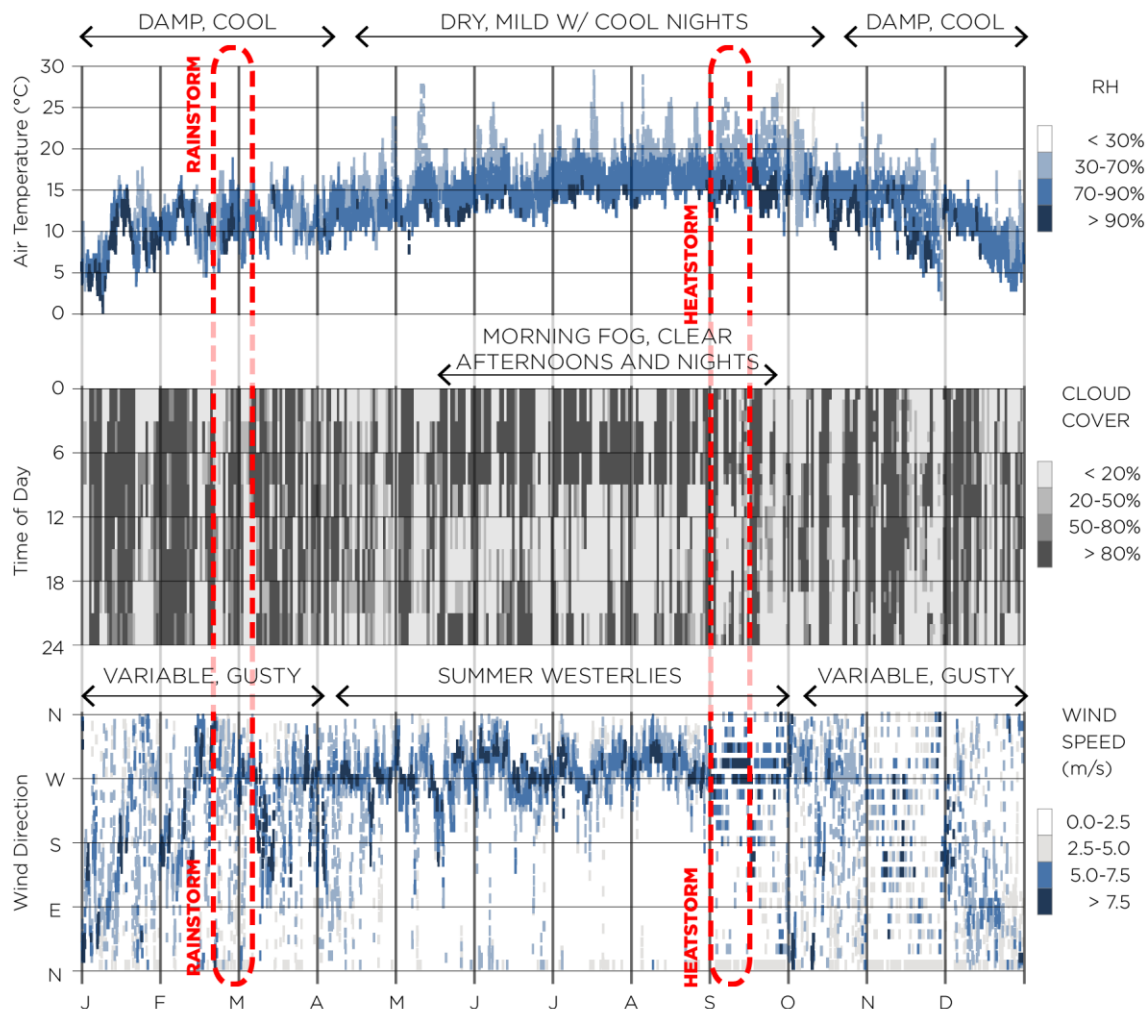 DAMP, COOL
DRY, MILD W/ COOL NIGHTS
DAMP, COOL
Air Temperature (°C)
30
25
20
15
10
5
0
RAINSTORM
HEATSTORM
RH
< 30%
30-70%
70-90%
> 90%
MORNING FOG, CLEAR
AFTERNOONS AND NIGHTS
Time of Day
0
6
12
18
24
CLOUD
COVER
< 20%
20-50%
50-80%
> 80%
VARIABLE, GUSTY
SUMMER WESTERLIES
VARIABLE, GUSTY
Wind Direction
N
W
S
E
N
RAINSTORM
HEATSTORM
WIND
SPEED
(m/s)
0.0-2.5
2.5-5.0
5.0-7.5
> 7.5
J F M A M J J A S O N D